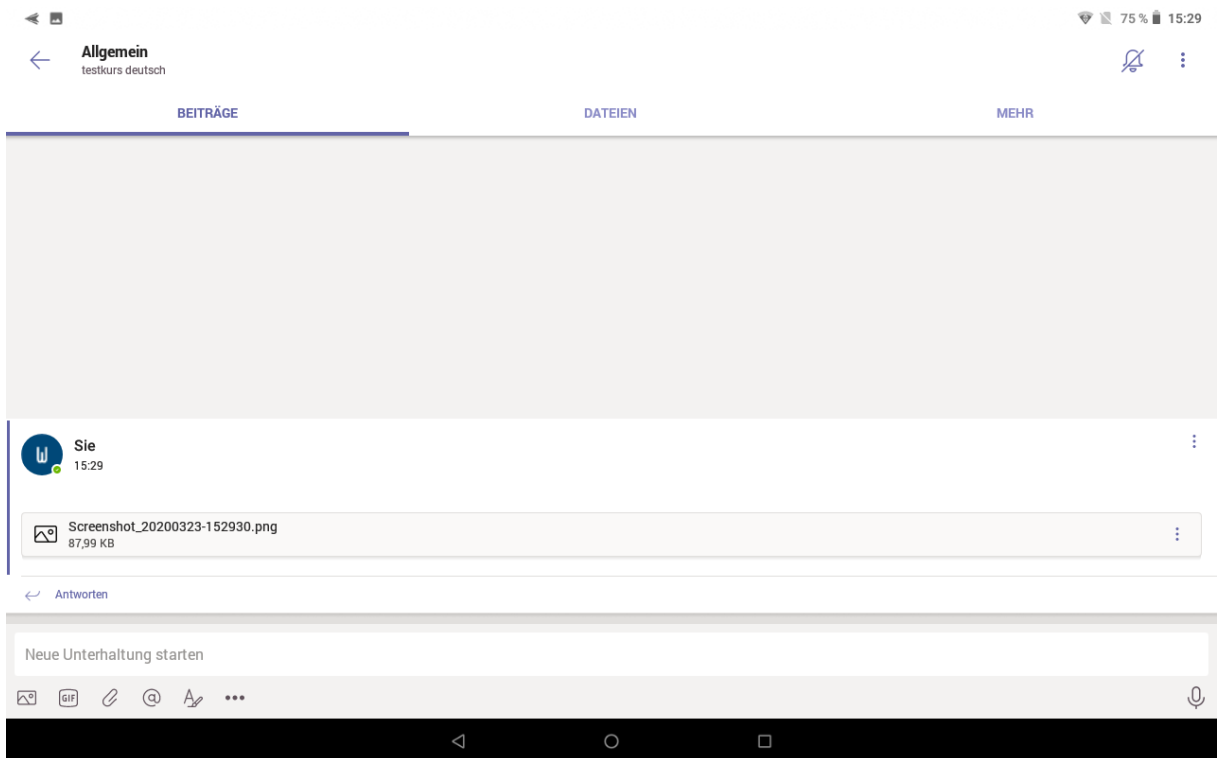 75 % 15:29
Allgemein
testkurs deutsch
BEITRÄGE DATEIEN MEHR
W
Sie
15:29
Screenshot_20200323-152930.png
87,99 KB
Antworten
Neue Unterhaltung starten
GIF @ A